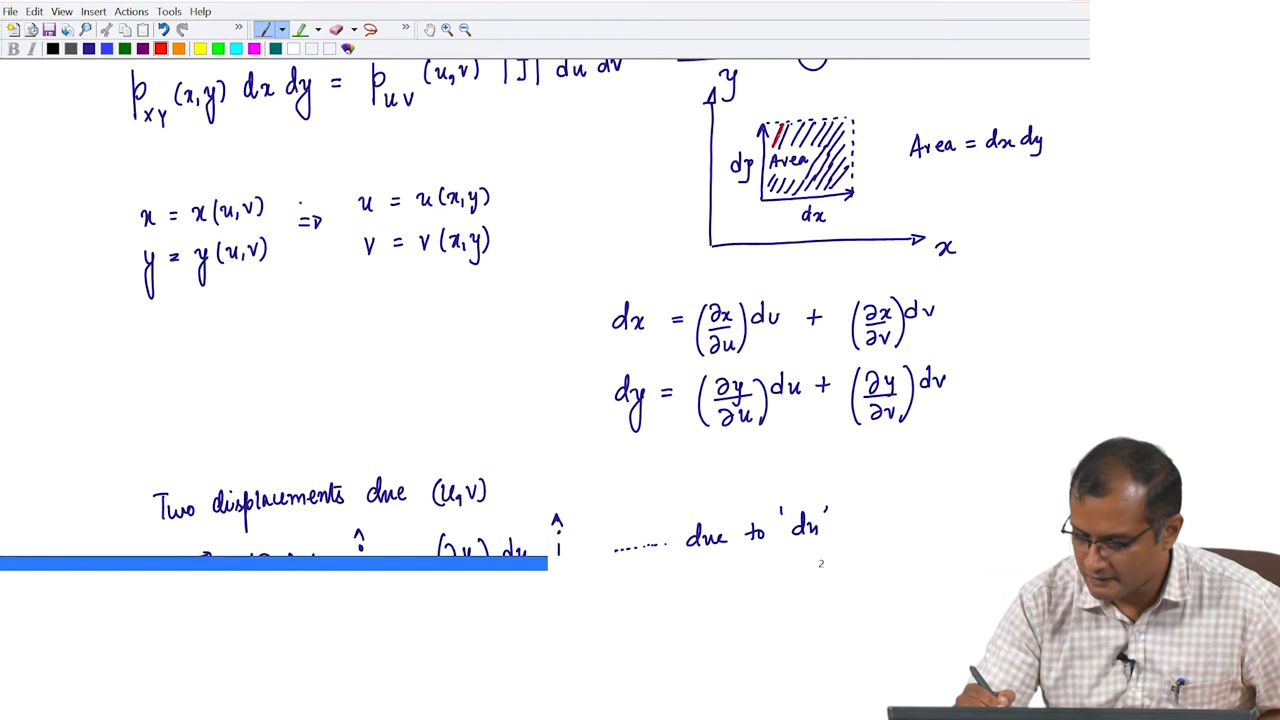 File Edit View Insert Actions Tools Help
p_XY (x,y) dx dy = p_UV (u,v) |J| du dv
y
dy
Area
dx
x
Area = dx dy
x = x(u,v) ⇒ u = u(x,y)
y = y(u,v) v = v(x,y)
dx = (∂x/∂u) du + (∂x/∂v) dv
dy = (∂y/∂u) du + (∂y/∂v) dv
Two displacments due (u,v)
........ due to 'du'
2